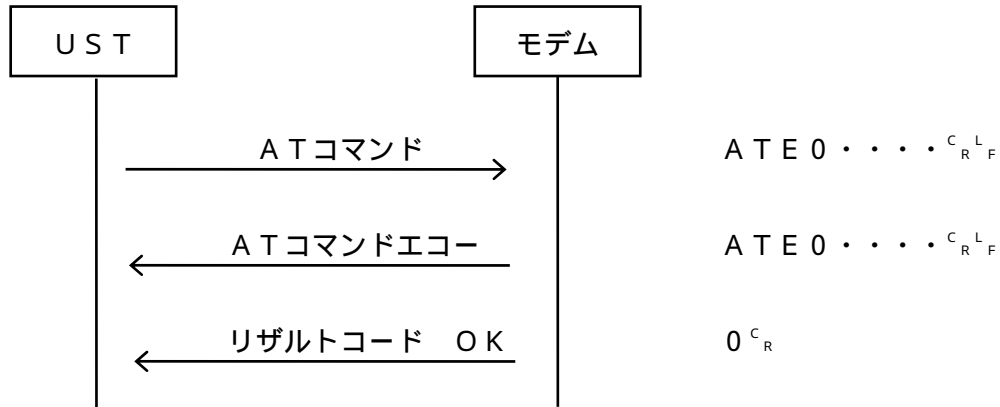 ＵＳＴ
モデム
ＡＴコマンド
ＡＴＥ０・・・・CRLF
ＡＴコマンドエコー
ＡＴＥ０・・・・CRLF
リザルトコード　ＯＫ
０CR